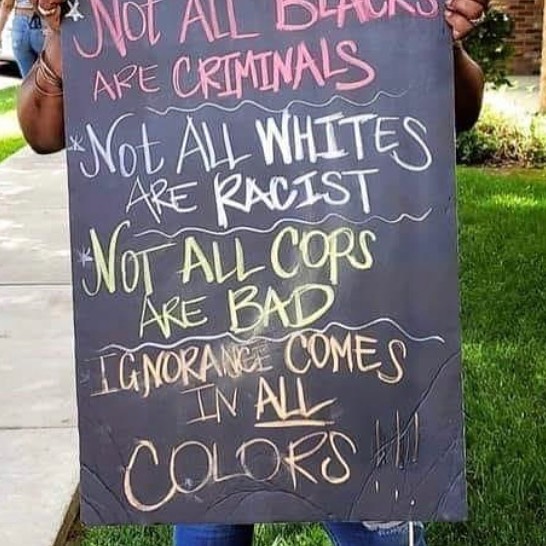 *NOT ALL BLACKS
ARE CRIMINALS
*NOt ALL WHITES
ARE RACIST
*NOT ALL COPS
ARE BAD
IGNORANCE COMES
IN ALL
COLORS !!!